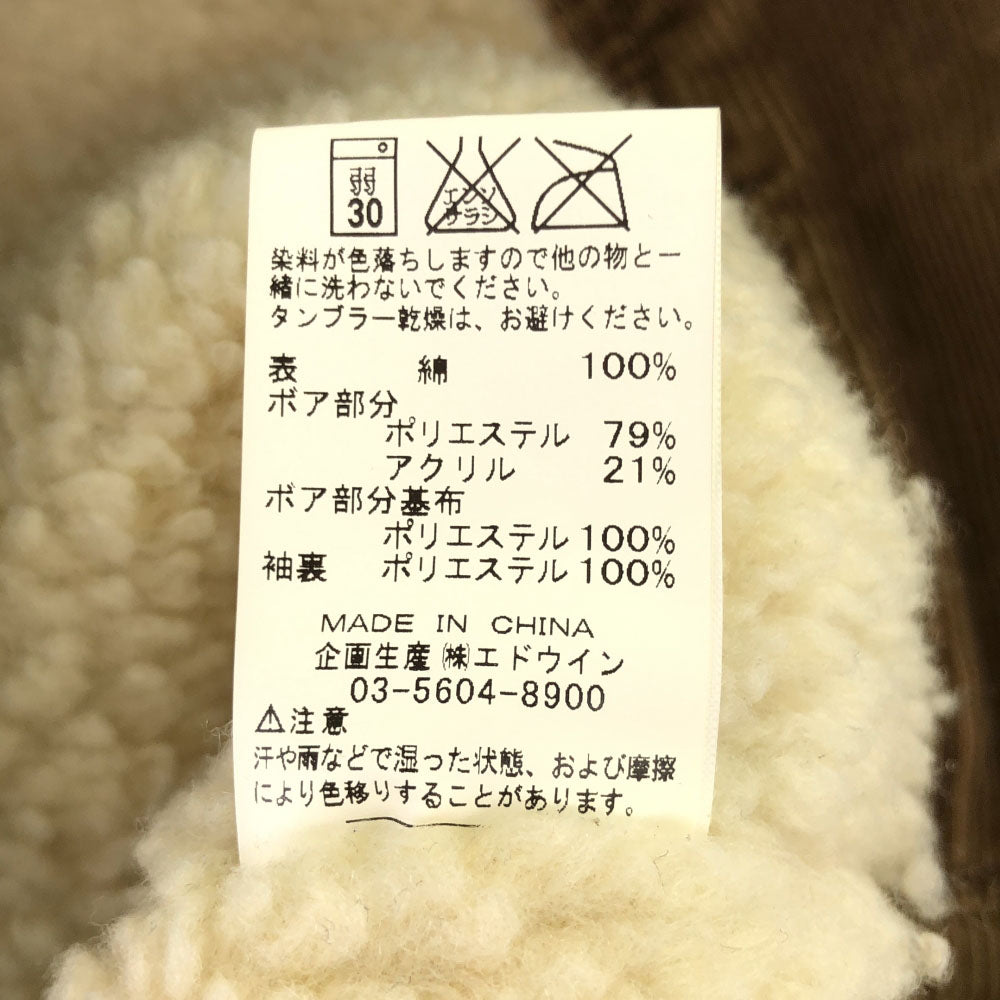 弱
30
エンソ
サラシ
染料が色落ちしますので他の物と一
緒に洗わないでください。
タンブラー乾燥は、お避けください。
表 綿 100%
ボア部分
ポリエステル 79%
アクリル 21%
ボア部分基布
ポリエステル 100%
袖裏 ポリエステル 100%
MADE IN CHINA
企画生産㈱エドウイン
03-5604-8900
⚠注意
汗や雨などで湿った状態、および摩擦
により色移りすることがあります。